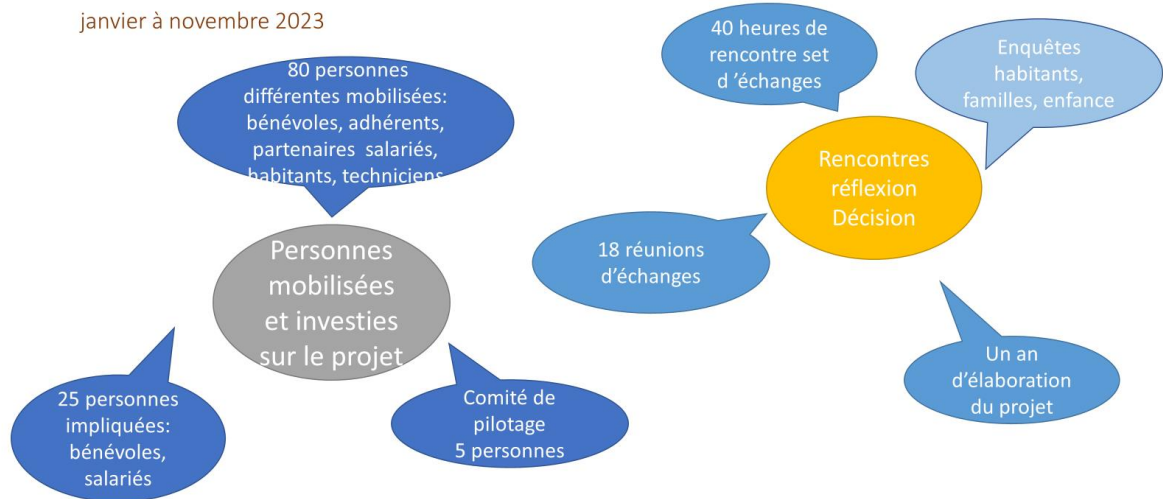 janvier à novembre 2023
80 personnes
différentes mobilisées:
bénévoles, adhérents,
partenaires salariés,
habitants, techniciens
Personnes
mobilisées
et investies
sur le projet
25 personnes
impliquées:
bénévoles,
salariés
Comité de
pilotage
5 personnes
40 heures de
rencontre set
d ’échanges
Enquêtes
habitants,
familles, enfance
Rencontres
réflexion
Décision
18 réunions
d’échanges
Un an
d’élaboration
du projet